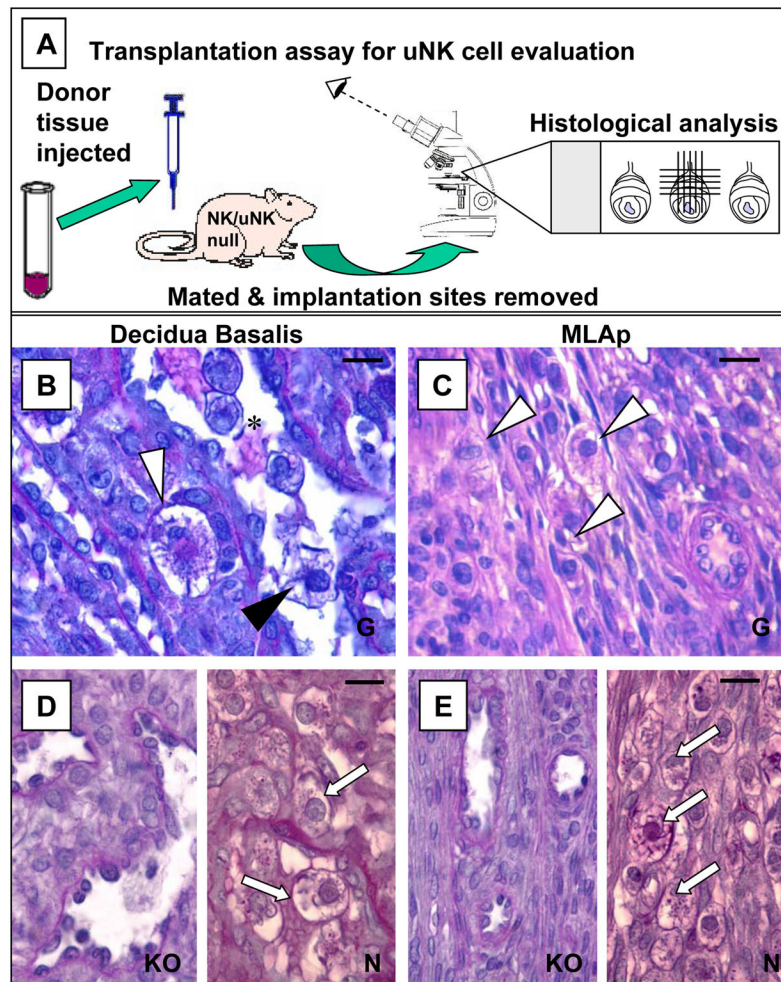 A
Transplantation assay for uNK cell evaluation
Donor
tissue
injected
NK/uNK
null
Histological analysis
Mated & implantation sites removed
Decidua Basalis
MLAp
B
*
G
C
G
D
KO
N
E
KO
N